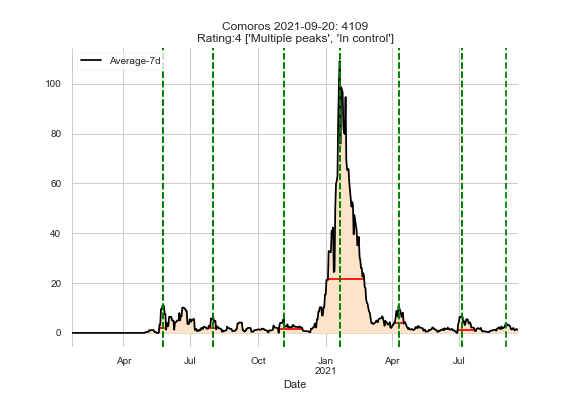 Comoros 2021-09-20: 4109
Rating:4 ['Multiple peaks', 'In control']
Average-7d
100
80
60
40
20
0
Apr Jul Oct Jan Apr Jul
2021
Date